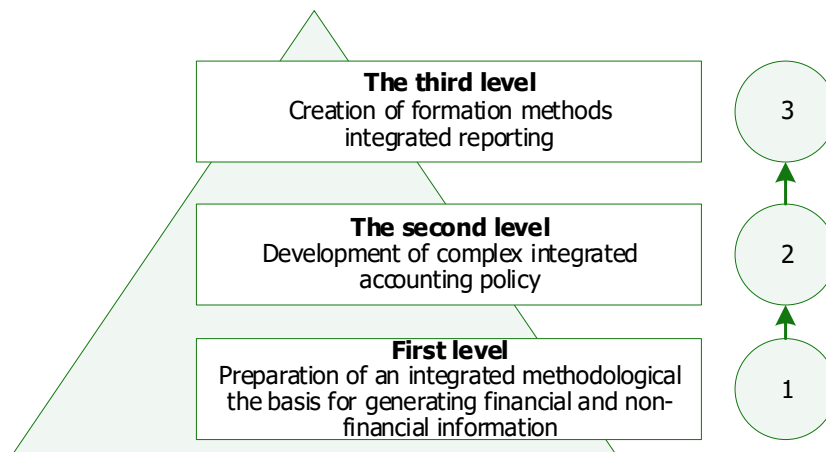 The third level
Creation of formation methods
integrated reporting
3
The second level
Development of complex integrated
accounting policy
2
First level
Preparation of an integrated methodological
the basis for generating financial and non-
financial information
1